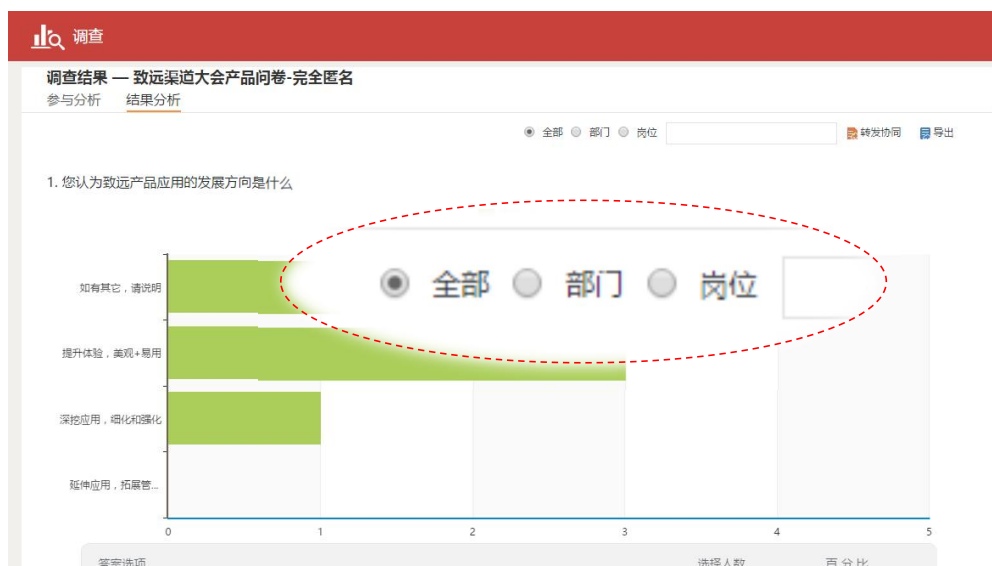 调查
调查结果 — 致远渠道大会产品问卷-完全匿名
参与分析 结果分析
全部 部门 岗位 转发协同 导出
1. 您认为致远产品应用的发展方向是什么
全部 部门 岗位
如有其它，请说明
提升体验，美观+易用
深挖应用，细化和强化
延伸应用，拓展管...
0 1 2 3 4 5
答案选项 选择人数 百分比